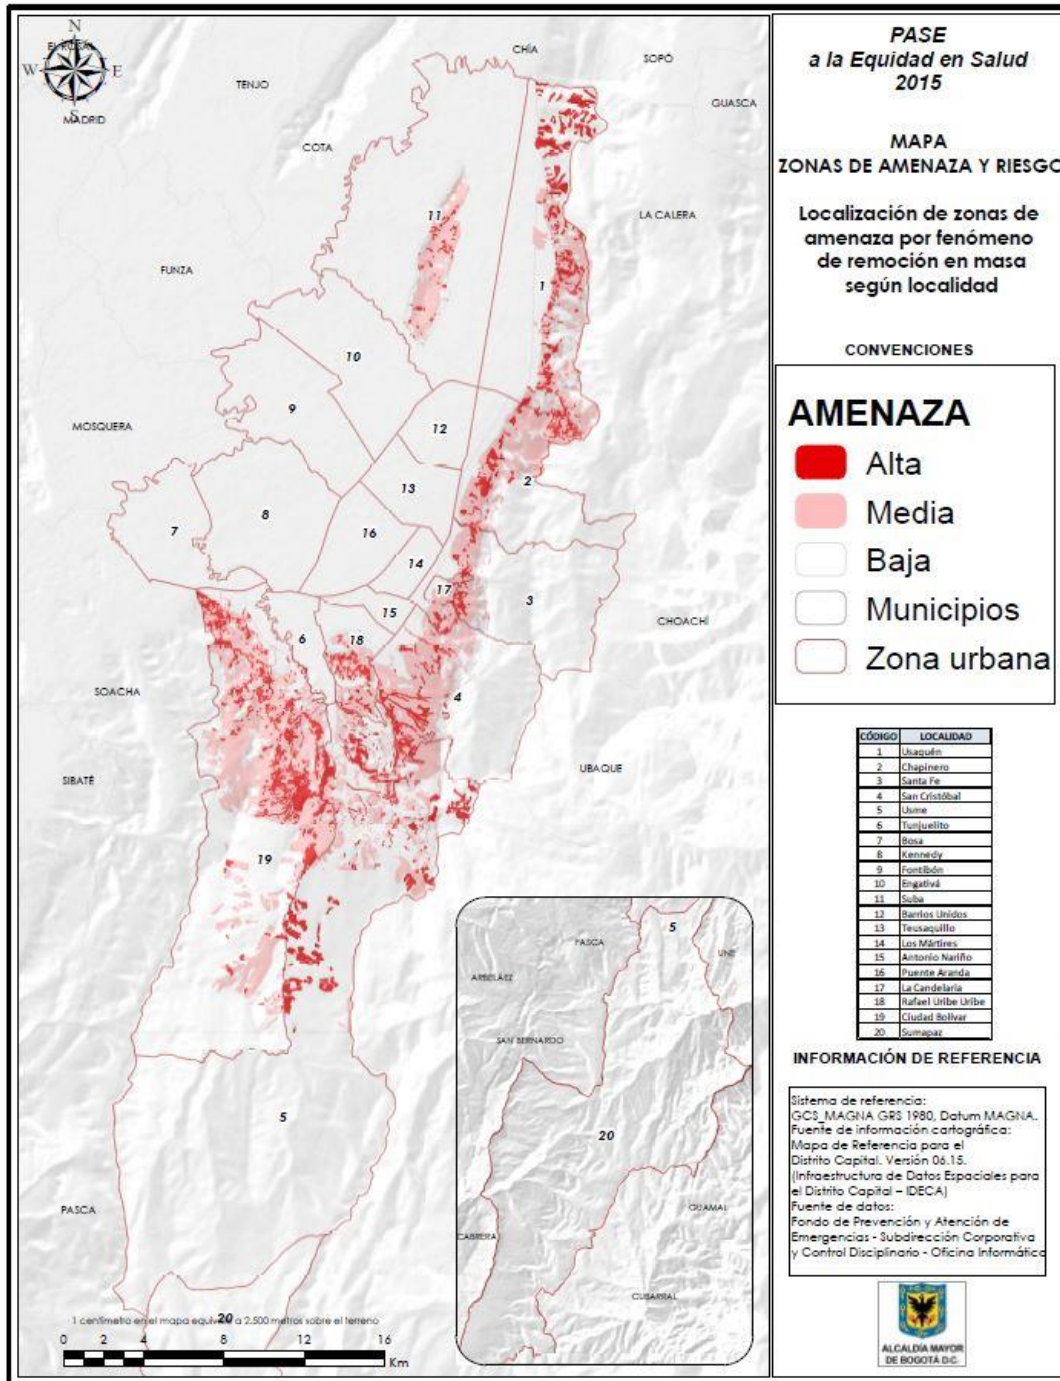 PASE
a la Equidad en Salud
2015
MAPA
ZONAS DE AMENAZA Y RIESGO
Localización de zonas de
amenaza por fenómeno
de remoción en masa
según localidad
CONVENCIONES
AMENAZA
Alta
Media
Baja
Municipios
Zona urbana
CÓDIGO LOCALIDAD
1 Usaquén
2 Chapinero
3 Santa Fe
4 San Cristóbal
5 Usme
6 Tunjuelito
7 Bosa
8 Kennedy
9 Fontibón
10 Engativá
11 Suba
12 Barrios Unidos
13 Teusaquillo
14 Los Mártires
15 Antonio Nariño
16 Puente Aranda
17 La Candelaria
18 Rafael Uribe Uribe
19 Ciudad Bolívar
20 Sumapaz
INFORMACIÓN DE REFERENCIA
Sistema de referencia:
GCS_MAGNA GRS 1980, Datum MAGNA.
Fuente de información cartográfica:
Mapa de Referencia para el
Distrito Capital. Versión 06.15.
(Infraestructura de Datos Espaciales para
el Distrito Capital – IDECA)
Fuente de datos:
Fondo de Prevención y Atención de
Emergencias - Subdirección Corporativa
y Control Disciplinario - Oficina Informática
ALCALDÍA MAYOR
DE BOGOTÁ D.C.
N
W E
S
EL ROSAL
CHÍA
SOPÓ
TENJO
GUASCA
MADRID
COTA
LA CALERA
11
FUNZA
1
10
9
MOSQUERA
12
2
13
8
7
16
14
17
3
15
CHOACHÍ
6
18
SOACHA
4
UBAQUE
SIBATÉ
19
5
PASCA
20
1 centímetro en el mapa equivale a 2.500 metros sobre el terreno
0 2 4 8 12 16
Km
5
PASCA
UNE
ARBELÁEZ
SAN BERNARDO
20
GUAMAL
CABRERA
CUBARRAL